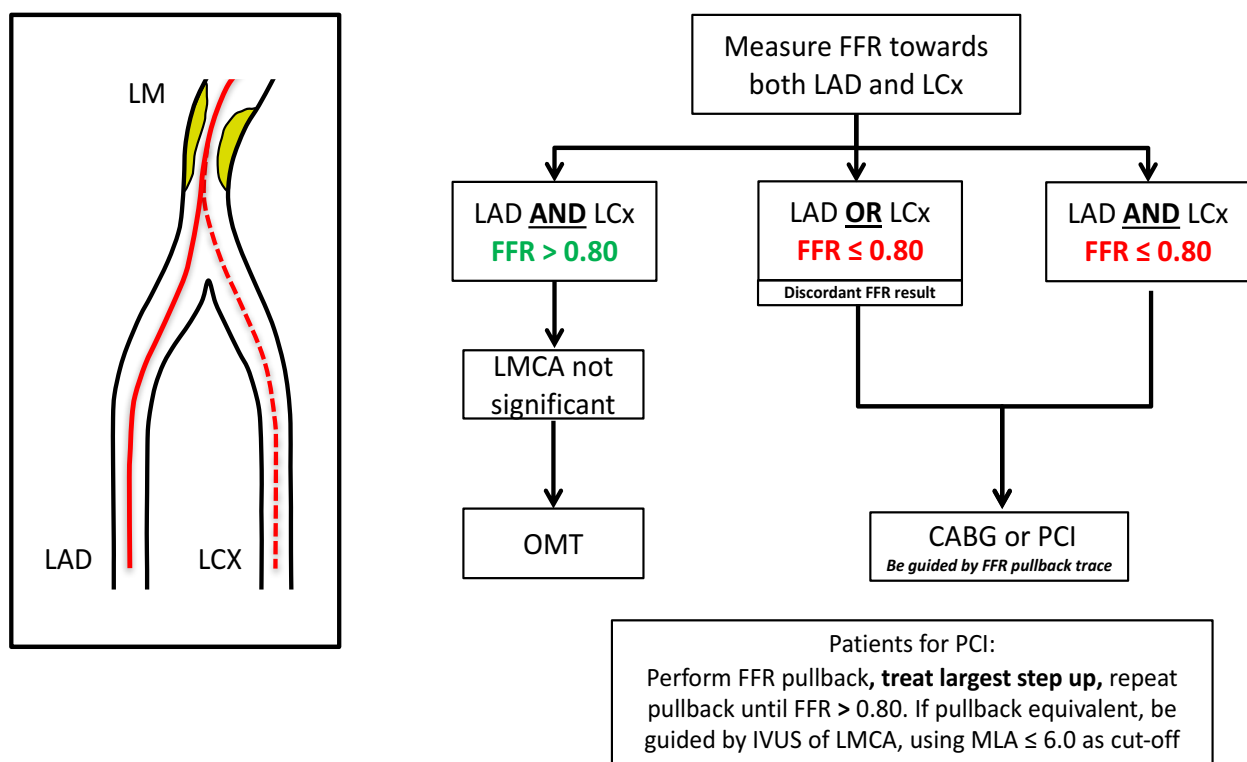 LM
LAD
LCX
Measure FFR towards
both LAD and LCx
LAD AND LCx
FFR > 0.80
LAD OR LCx
FFR ≤ 0.80
Discordant FFR result
LAD AND LCx
FFR ≤ 0.80
LMCA not
significant
OMT
CABG or PCI
Be guided by FFR pullback trace
Patients for PCI:
Perform FFR pullback, treat largest step up, repeat
pullback until FFR > 0.80. If pullback equivalent, be
guided by IVUS of LMCA, using MLA ≤ 6.0 as cut-off